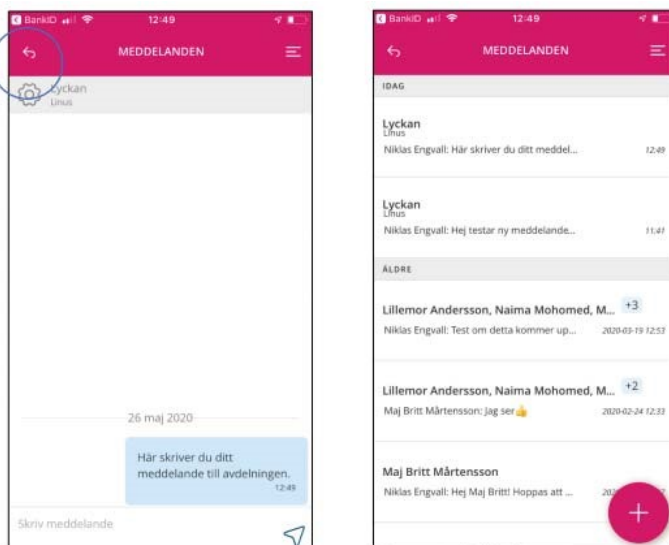 BankID 12:49
MEDDELANDEN
Lyckan
Linus
26 maj 2020
Här skriver du ditt
meddelande till avdelningen.
12:49
Skriv meddelande
BankID 12:49
MEDDELANDEN
IDAG
Lyckan
Linus
Niklas Engvall: Här skriver du ditt meddel... 12:49
Lyckan
Linus
Niklas Engvall: Hej testar ny meddelande... 11:41
ÄLDRE
Lillemor Andersson, Naima Mohomed, M... +3
Niklas Engvall: Test om detta kommer up... 2020-03-19 12:53
Lillemor Andersson, Naima Mohomed, M... +2
Maj Britt Mårtensson: Jag ser👍 2020-02-24 12:33
Maj Britt Mårtensson
Niklas Engvall: Hej Maj Britt! Hoppas att ...